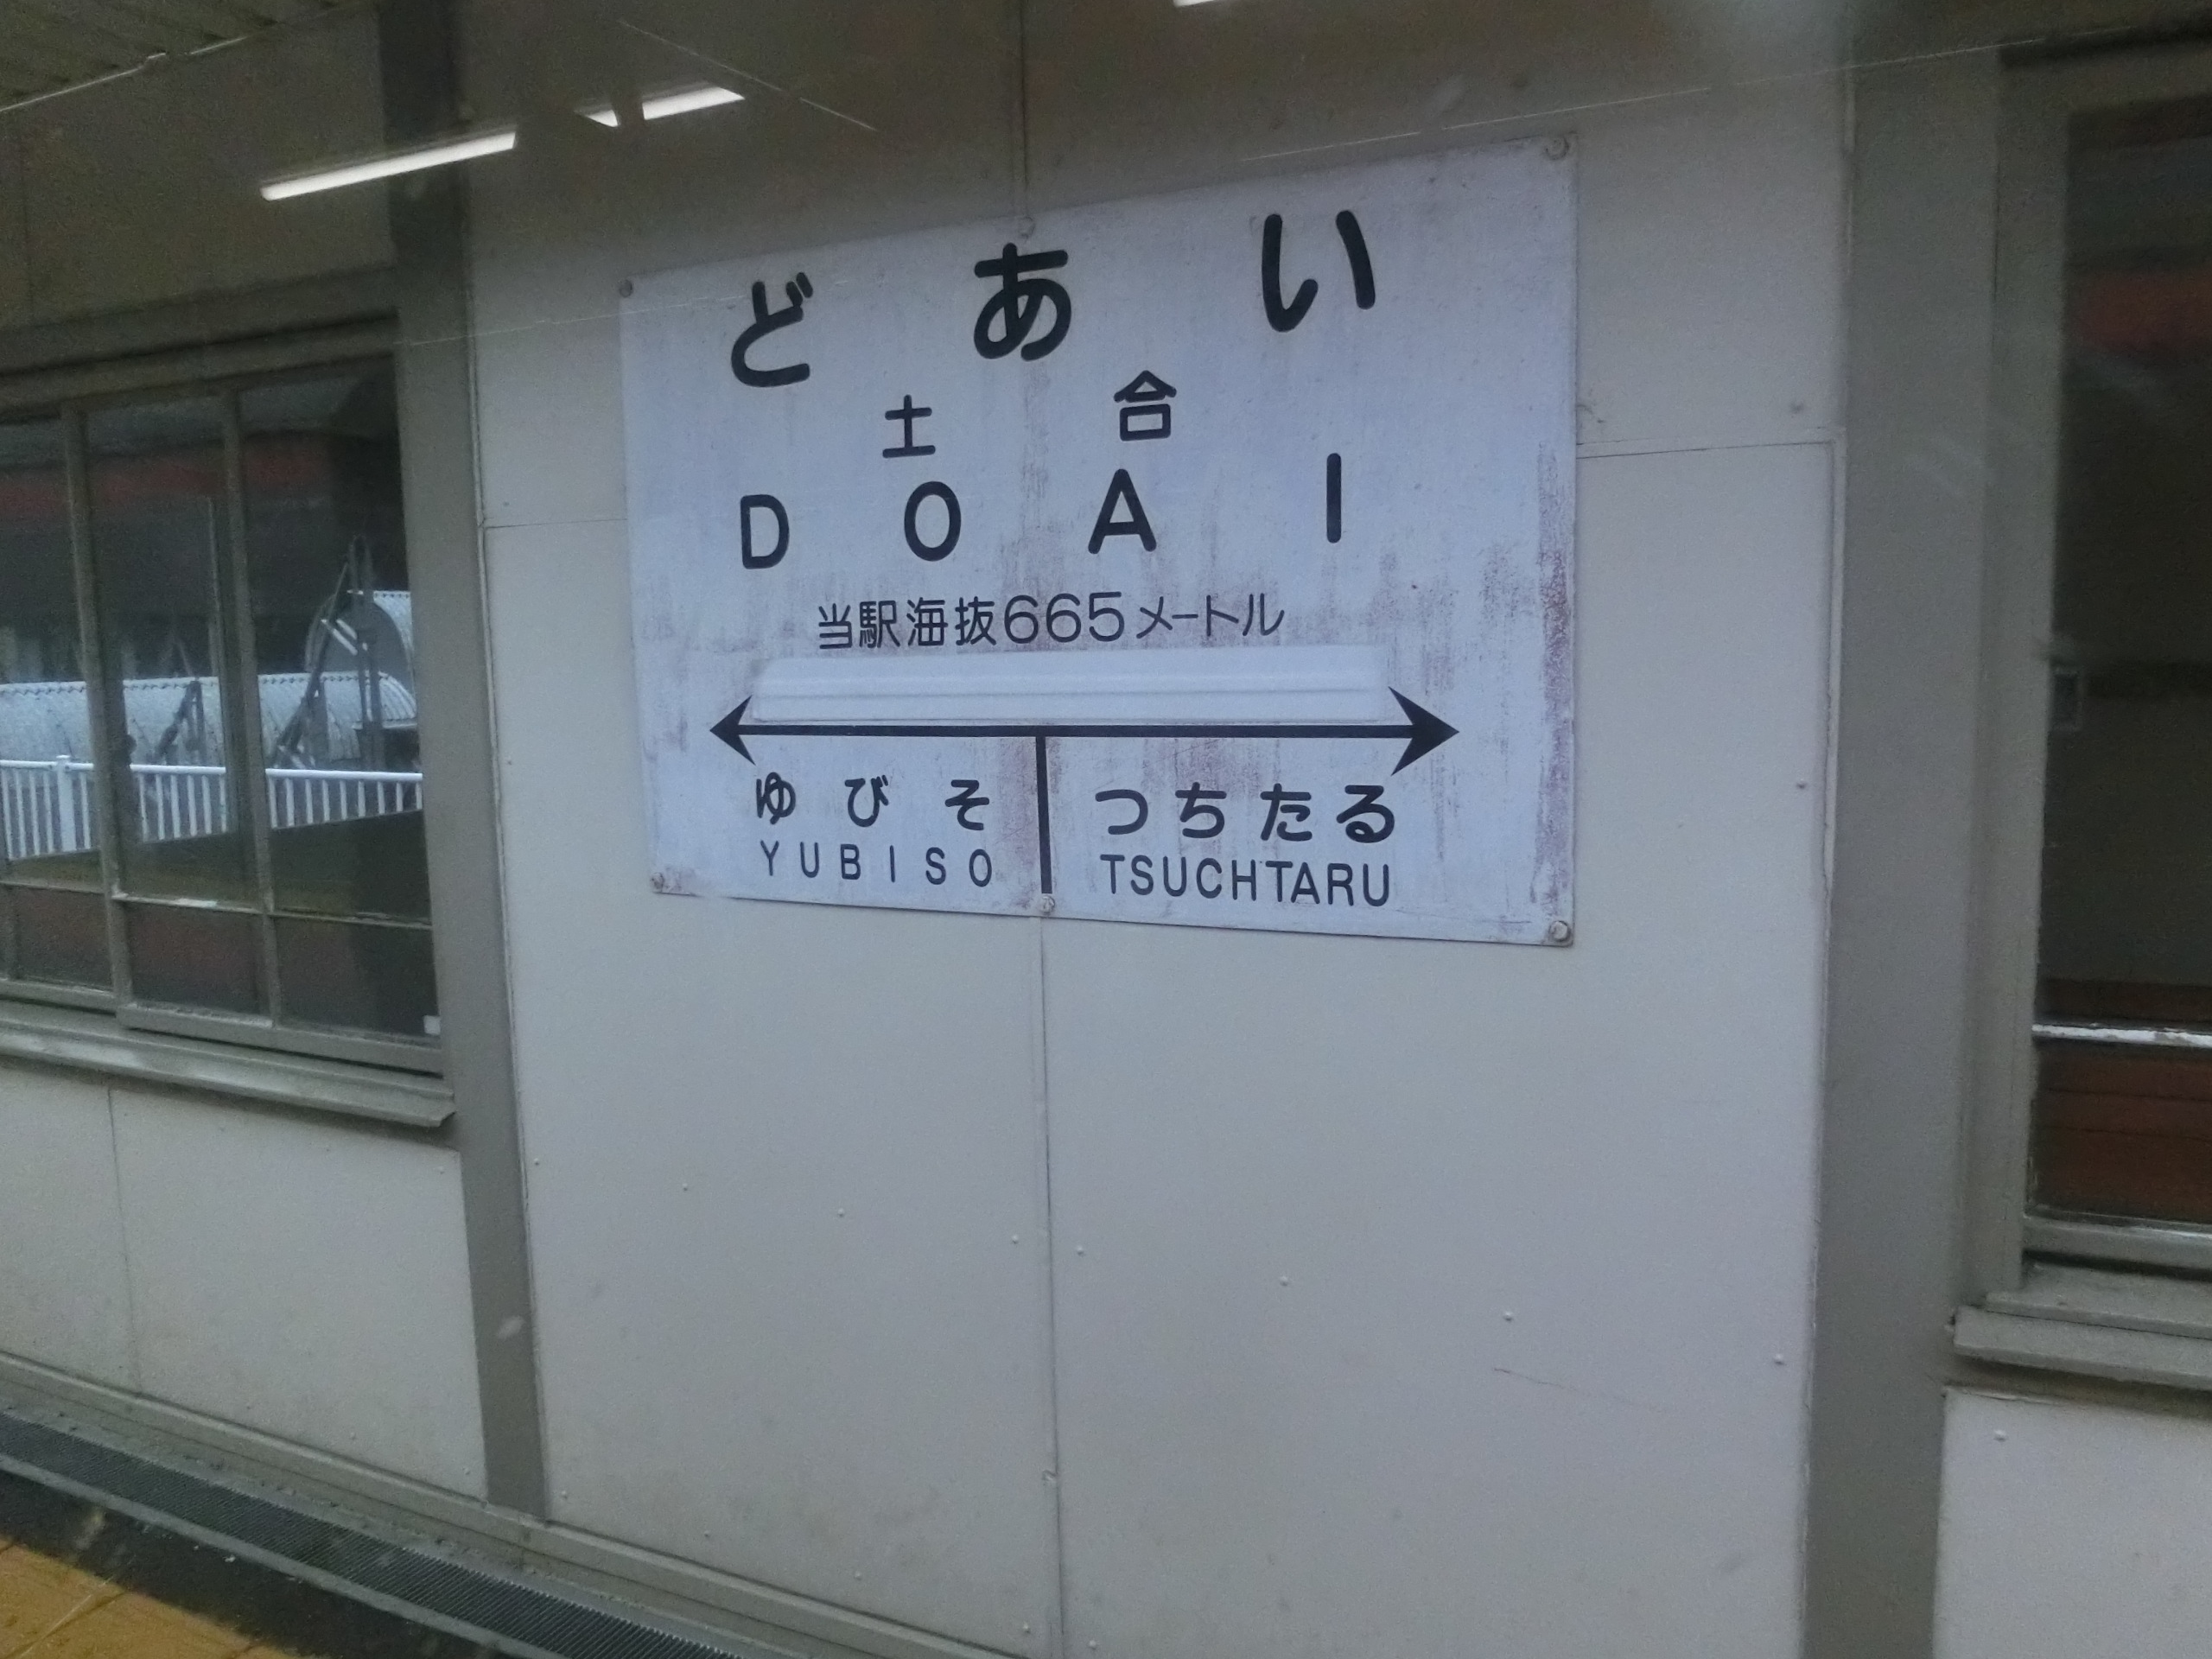 どあい
土合
DOAI
当駅海抜665メートル
ゆびそ つちたる
YUBISO TSUCHTARU